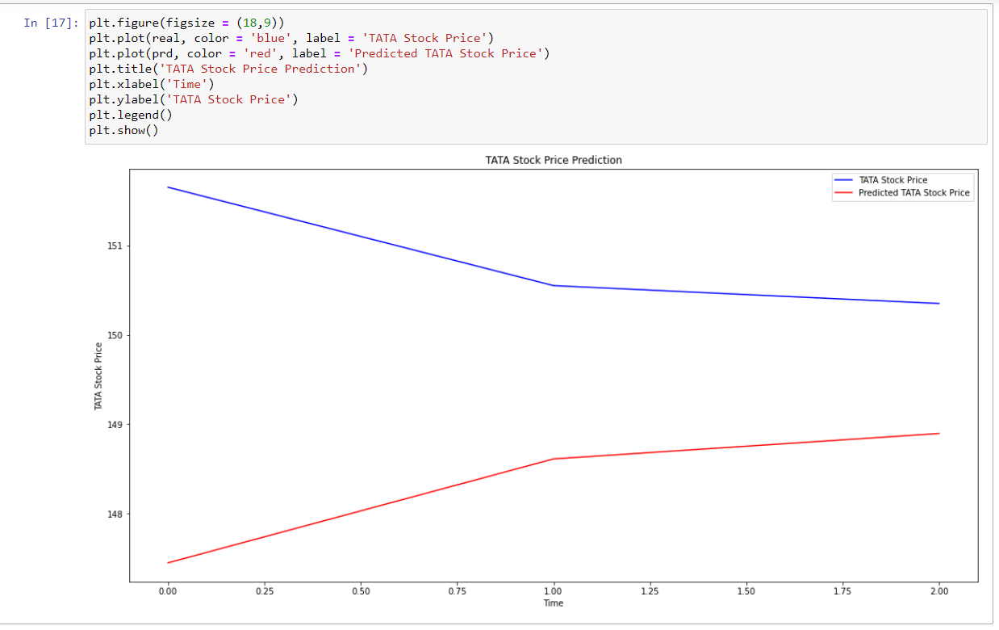 In [17]: plt.figure(figsize = (18,9))
plt.plot(real, color = 'blue', label = 'TATA Stock Price')
plt.plot(prd, color = 'red', label = 'Predicted TATA Stock Price')
plt.title('TATA Stock Price Prediction')
plt.xlabel('Time')
plt.ylabel('TATA Stock Price')
plt.legend()
plt.show()
TATA Stock Price Prediction
TATA Stock Price
Predicted TATA Stock Price
151
150
149
148
TATA Stock Price
0.00 0.25 0.50 0.75 1.00 1.25 1.50 1.75 2.00
Time